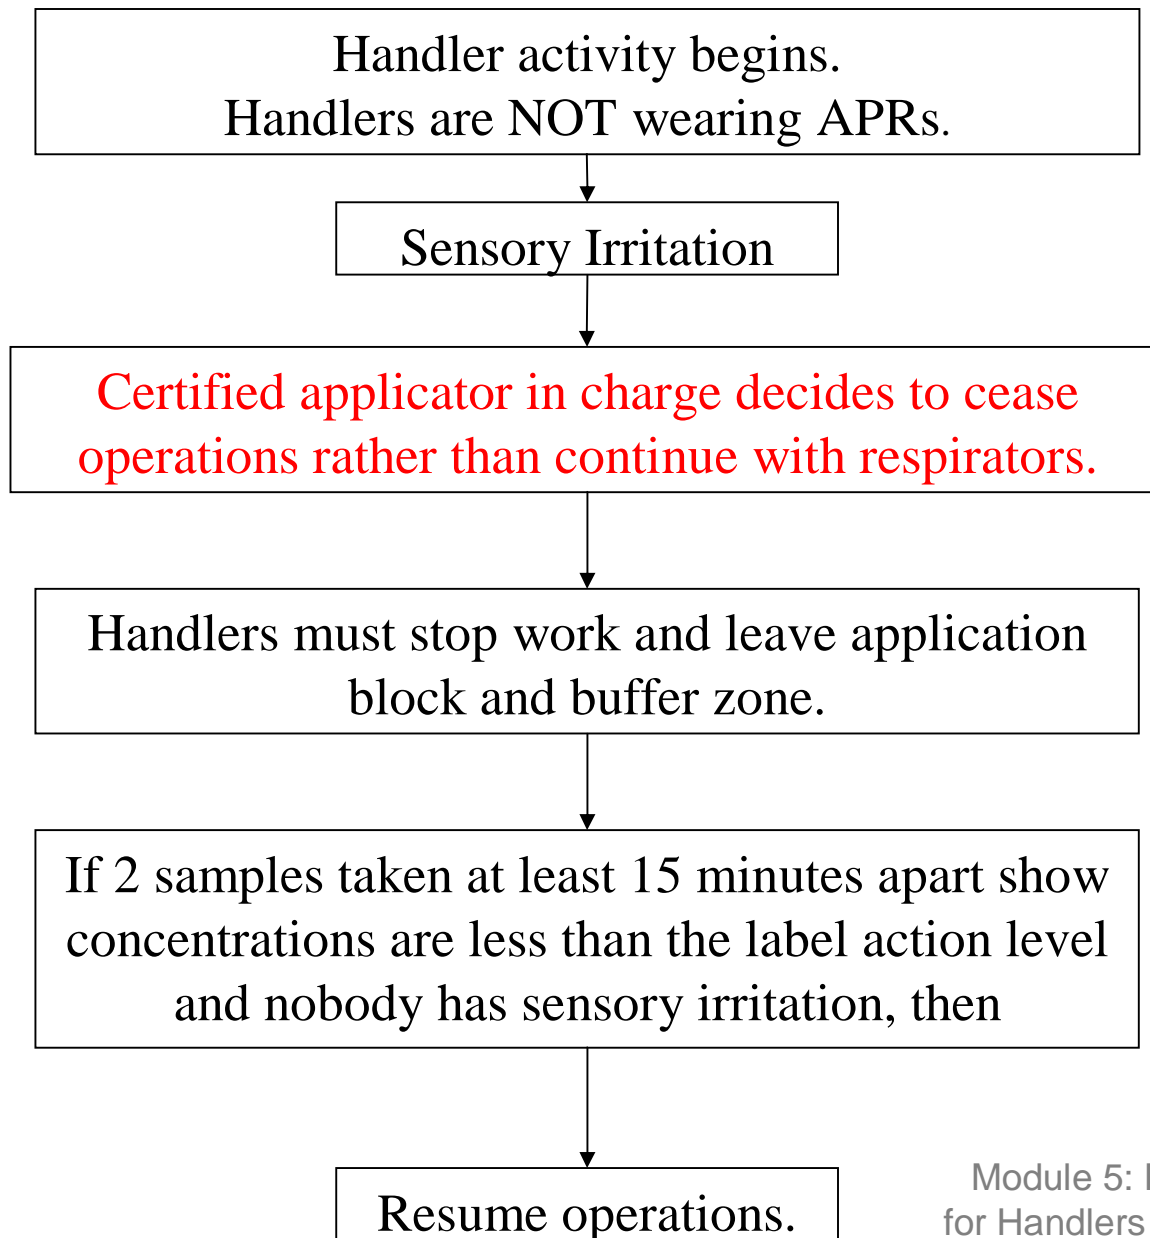 Handler activity begins.
Handlers are NOT wearing APRs.
Sensory Irritation
Certified applicator in charge decides to cease
operations rather than continue with respirators.
Handlers must stop work and leave application
block and buffer zone.
If 2 samples taken at least 15 minutes apart show
concentrations are less than the label action level
and nobody has sensory irritation, then
Resume operations.
Module 5:
for Handlers